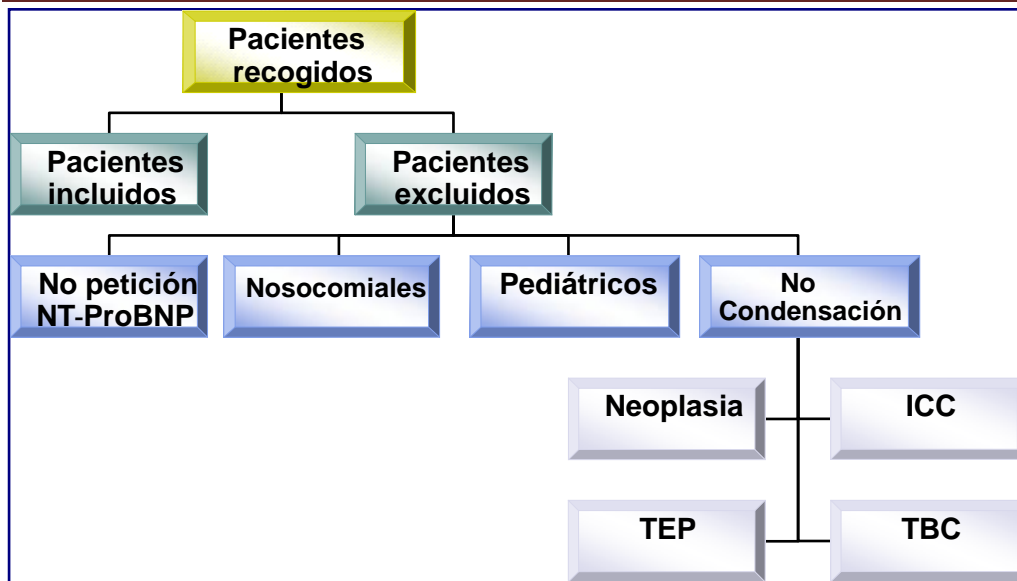 Pacientes
recogidos
Pacientes
incluidos
Pacientes
excluidos
No petición
NT-ProBNP
Nosocomiales
Pediátricos
No
Condensación
Neoplasia
ICC
TEP
TBC